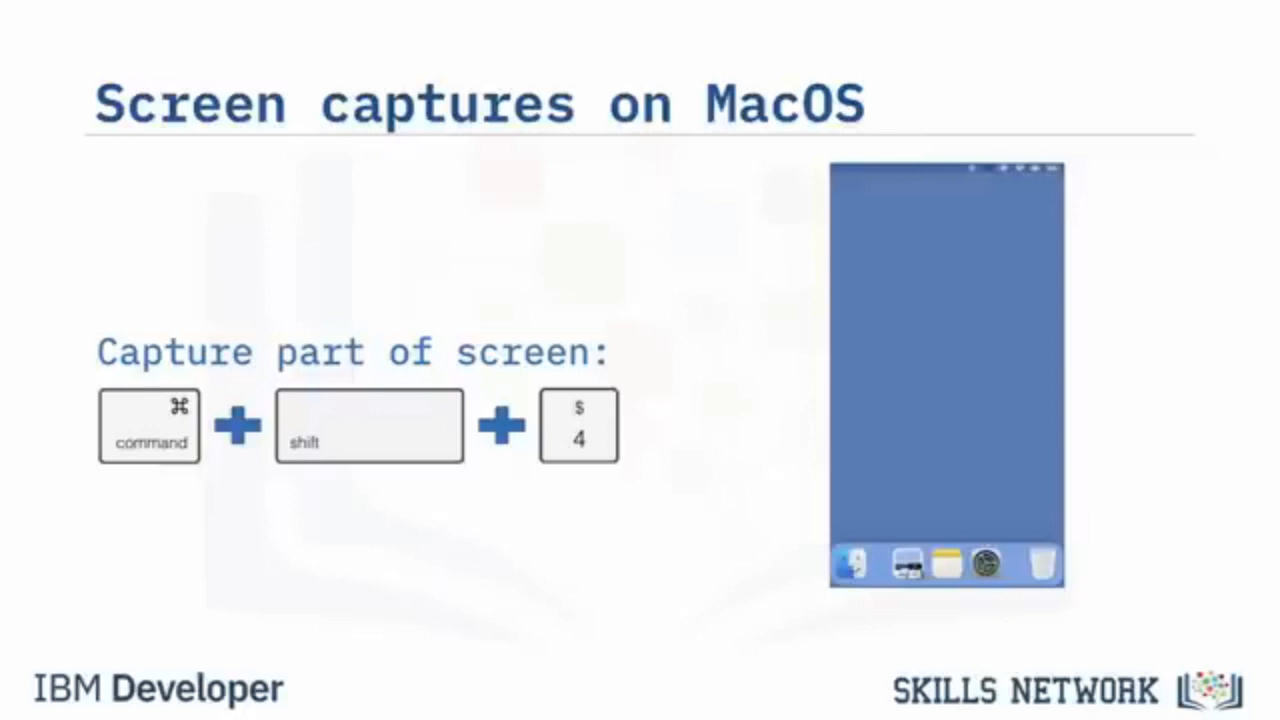 Screen captures on MacOS
Capture part of screen:
⌘
command
shift
$
4
IBM Developer
SKILLS NETWORK